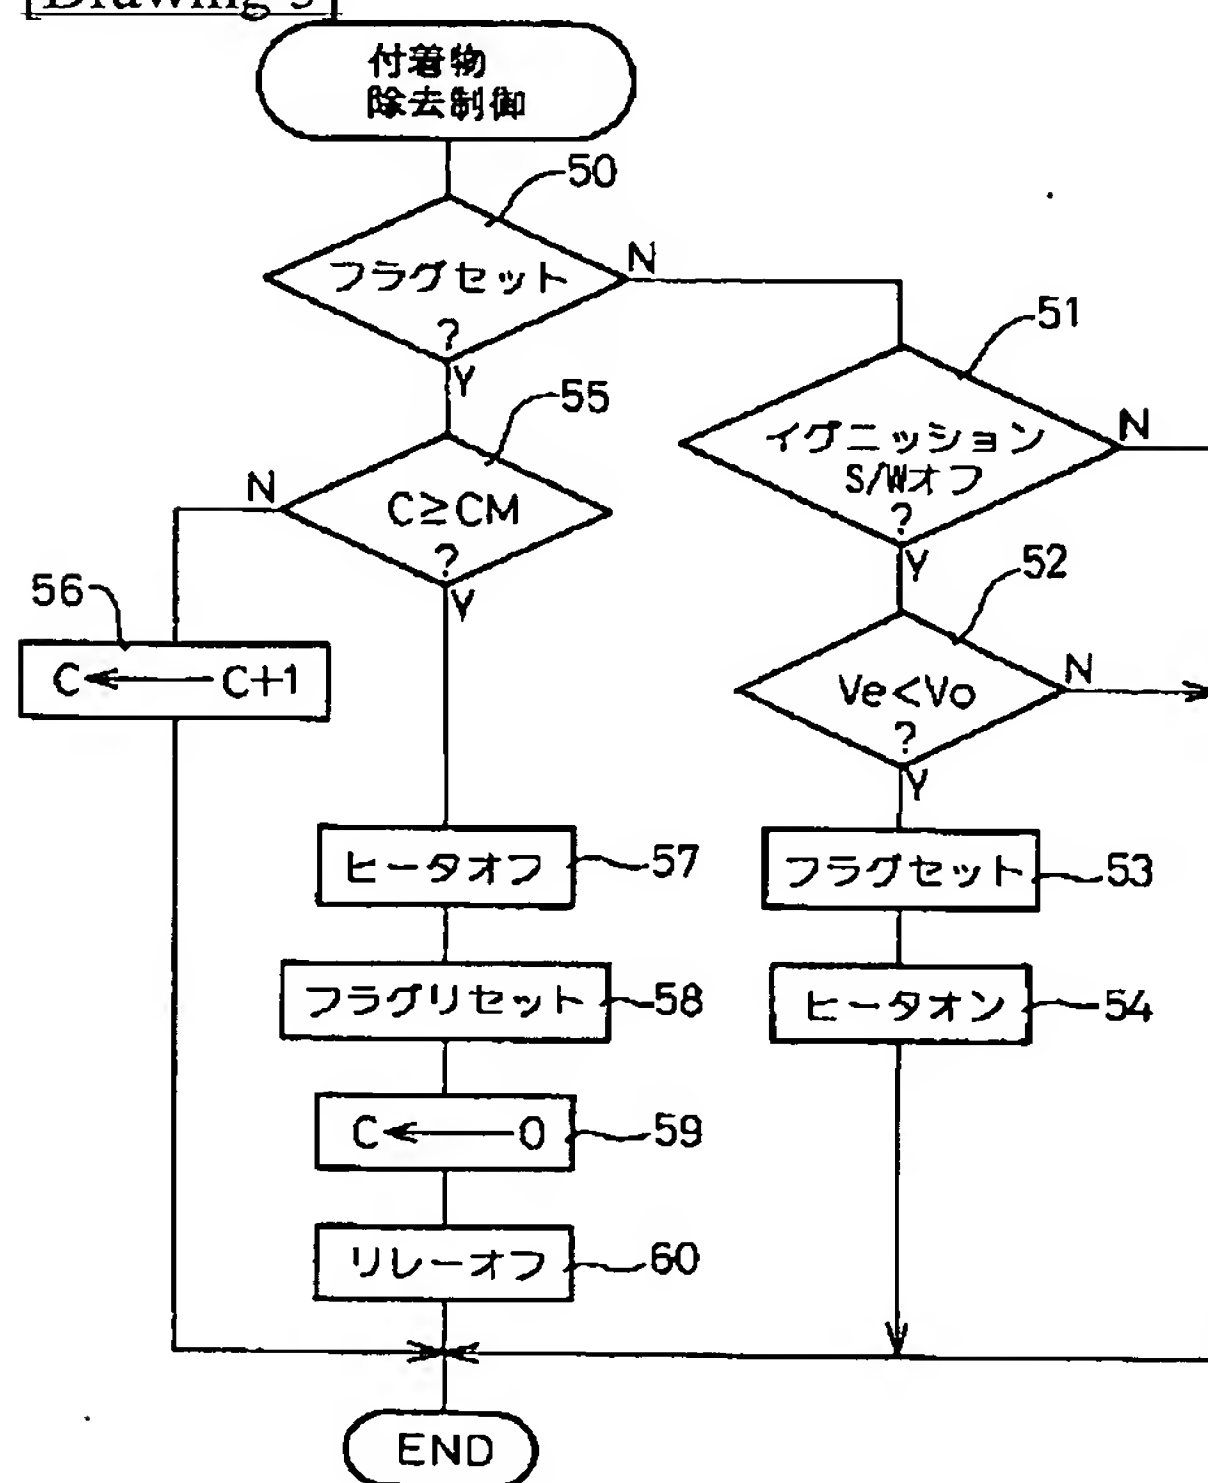 付着物
除去制御
50
フラグセット
?
N
Y
51
イグニッション
S/Wオフ
?
N
Y
55
C≥CM
?
N
Y
52
Ve<Vo
?
N
Y
56
C←C+1
ヒータオフ
57
フラグセット
53
フラグリセット
58
ヒータオン
54
C←0
59
リレーオフ
60
END